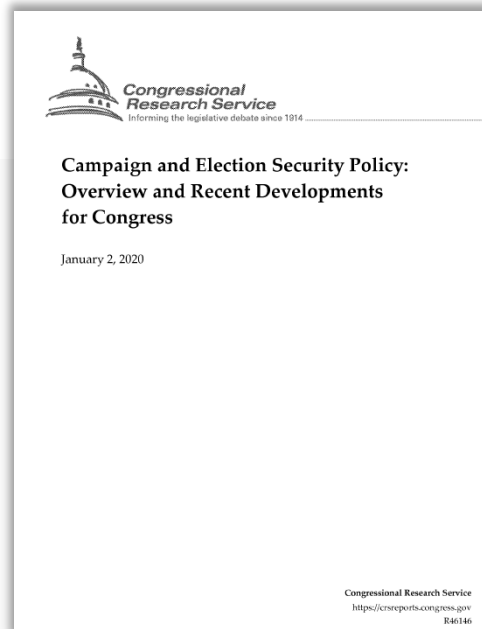 Congressional
Research Service
Informing the legislative debate since 1914
Campaign and Election Security Policy:
Overview and Recent Developments
for Congress
January 2, 2020
Congressional Research Service
https://crsreports.congress.gov
R46146